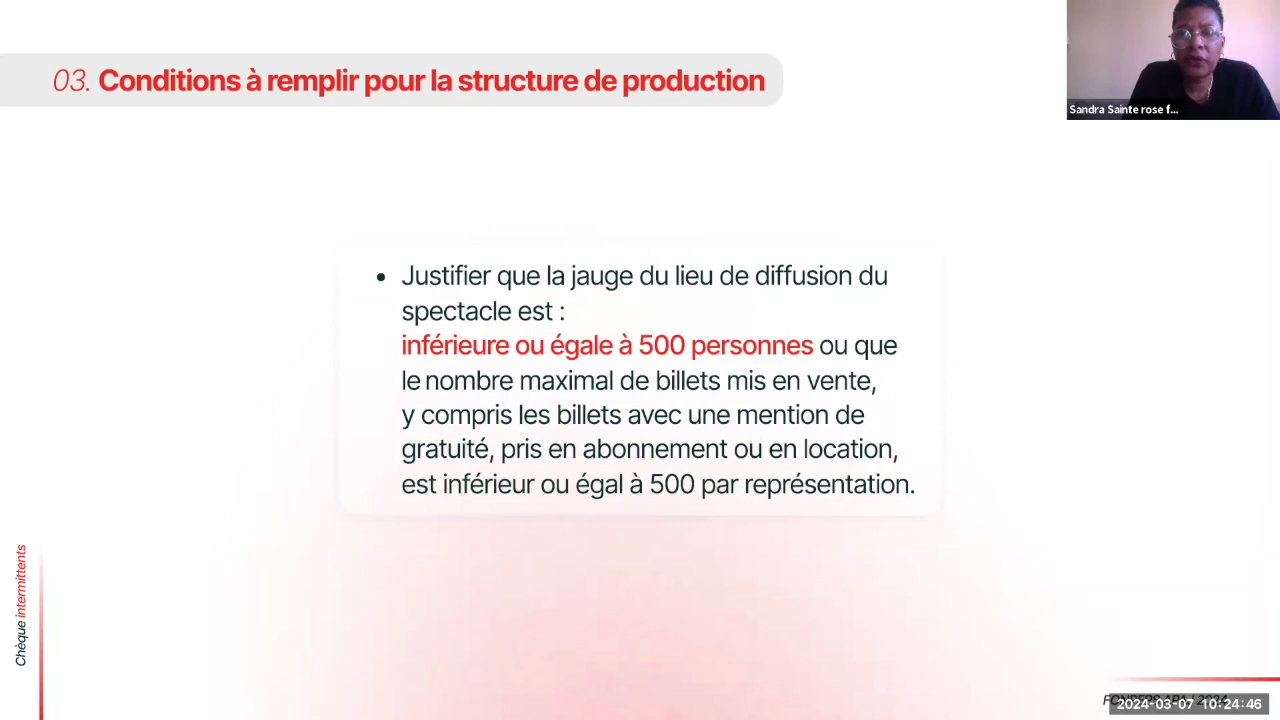 03. Conditions à remplir pour la structure de production
Sandra Sainte rose f...
• Justifier que la jauge du lieu de diffusion du
spectacle est :
inférieure ou égale à 500 personnes ou que
le nombre maximal de billets mis en vente,
y compris les billets avec une mention de
gratuité, pris en abonnement ou en location,
est inférieur ou égal à 500 par représentation.
Chèque intermittents
2024-03-07 10:24:46